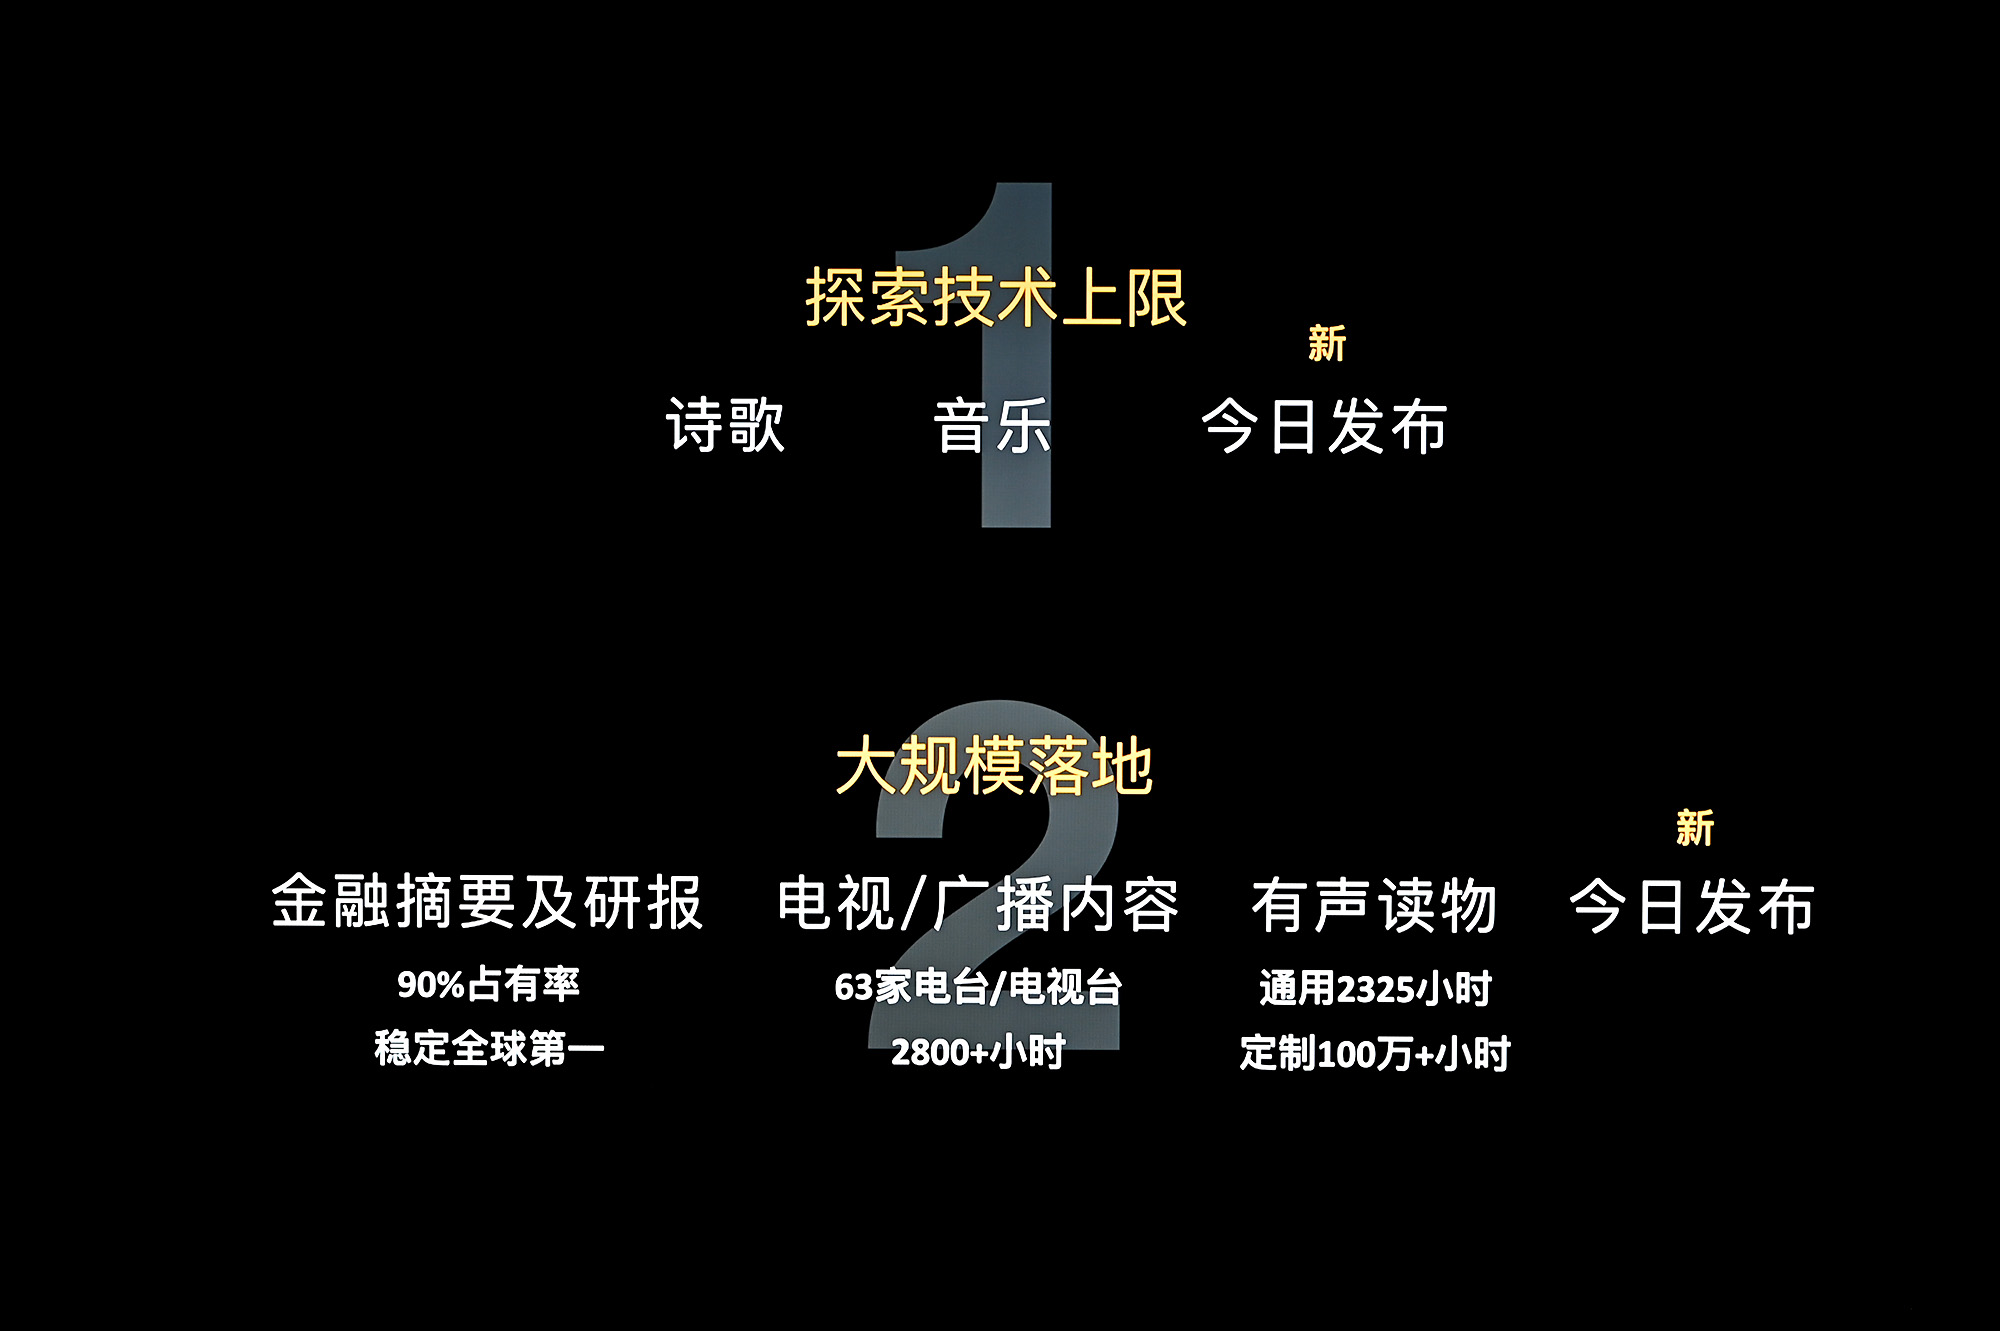 1
探索技术上限
新
诗歌 音乐 今日发布
2
大规模落地
新
金融摘要及研报 电视/广播内容 有声读物 今日发布
90%占有率 63家电台/电视台 通用2325小时
稳定全球第一 2800+小时 定制100万+小时